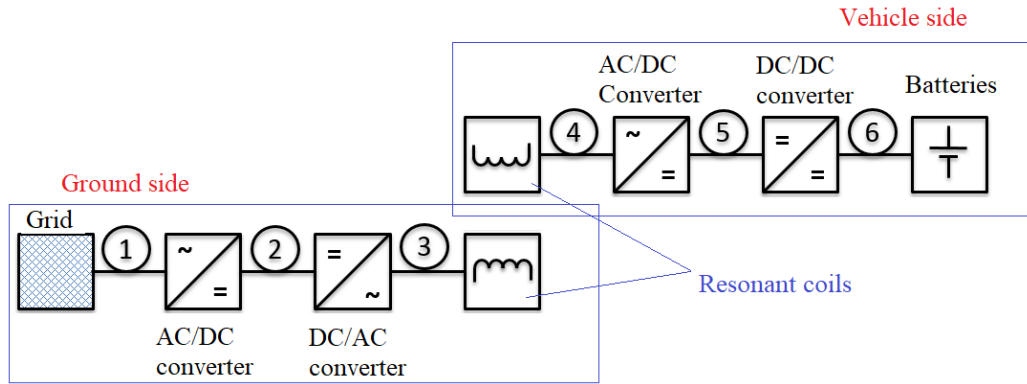 Vehicle side
AC/DC
Converter
DC/DC
converter
Batteries
4
5
6
~
=
=
=
Ground side
Grid
1
2
3
~
=
=
~
Resonant coils
AC/DC
converter
DC/AC
converter